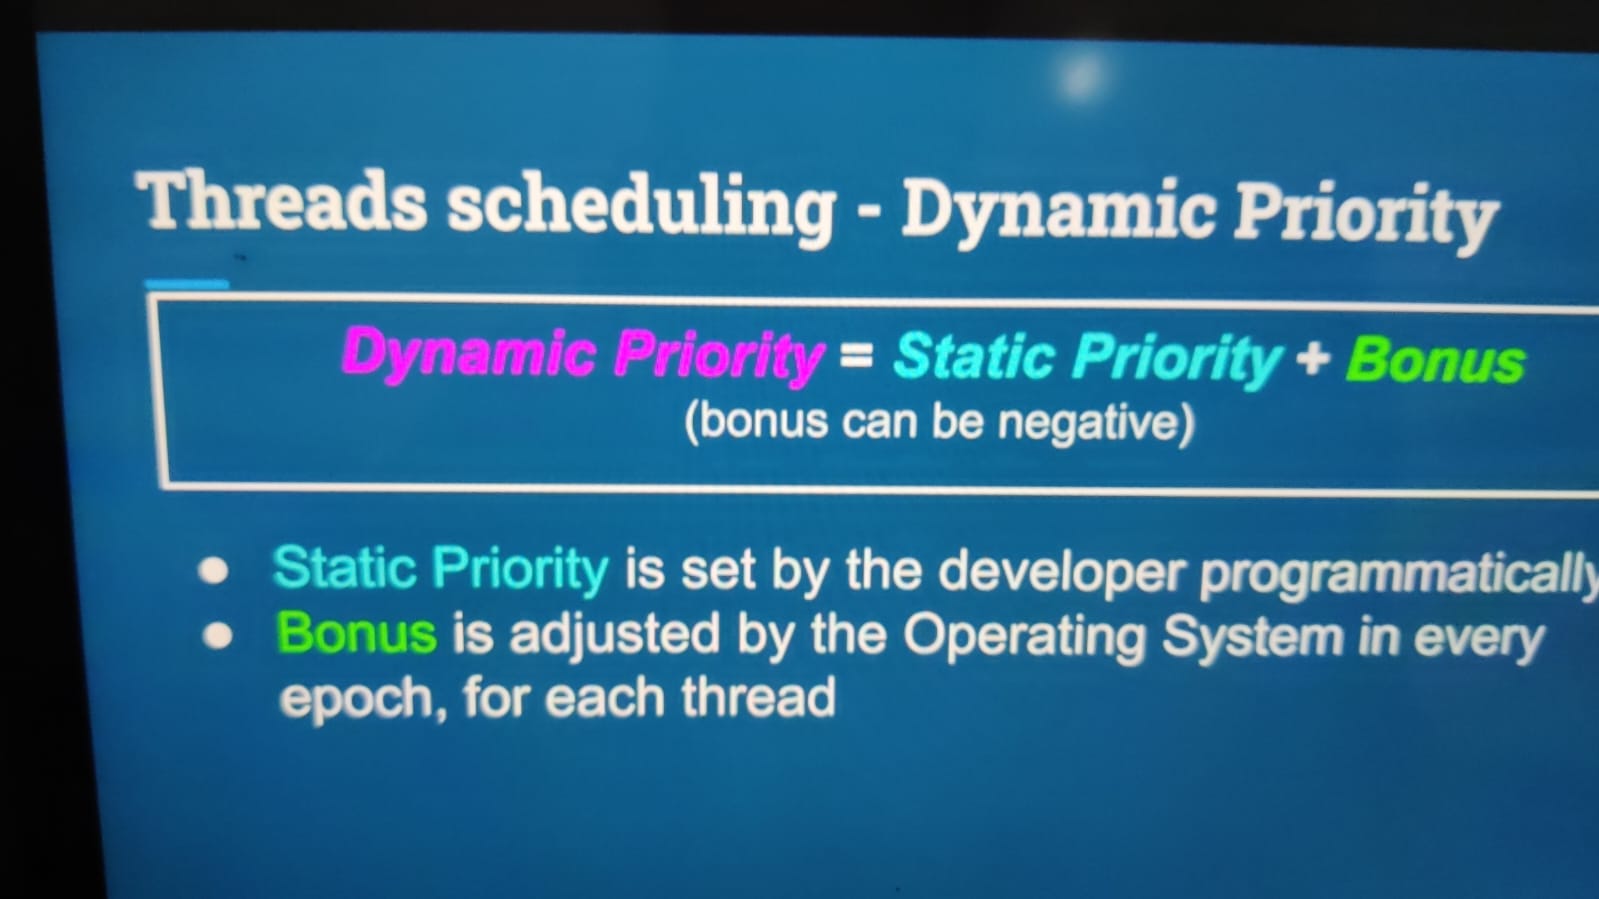 Threads scheduling - Dynamic Priority
Dynamic Priority = Static Priority + Bonus
(bonus can be negative)
● Static Priority is set by the developer programmatically
● Bonus is adjusted by the Operating System in every
epoch, for each thread